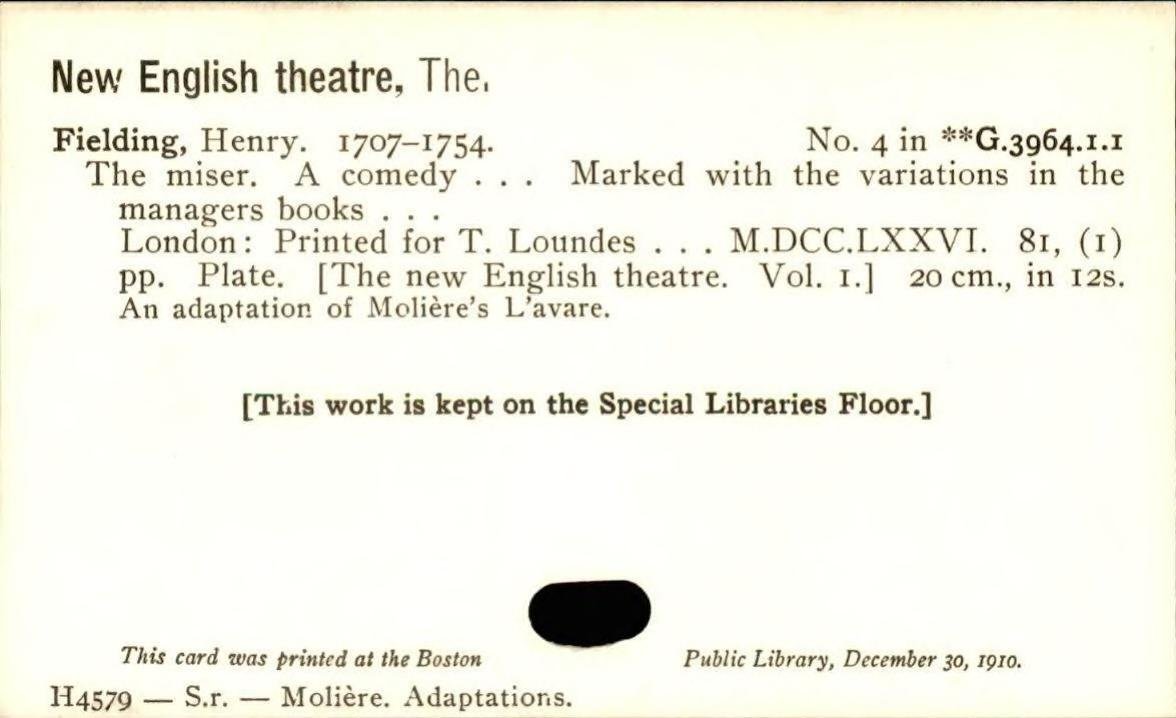 New English theatre, The.
Fielding, Henry. 1707–1754. No. 4 in **G.3964.1.1
The miser. A comedy . . . Marked with the variations in the
managers books . . .
London: Printed for T. Loundes . . . M.DCC.LXXVI. 81, (1)
pp. Plate. [The new English theatre. Vol. 1.] 20 cm., in 12s.
An adaptation of Molière's L'avare.
[This work is kept on the Special Libraries Floor.]
This card was printed at the Boston Public Library, December 30, 1910.
H4579 — S.r. — Molière. Adaptations.